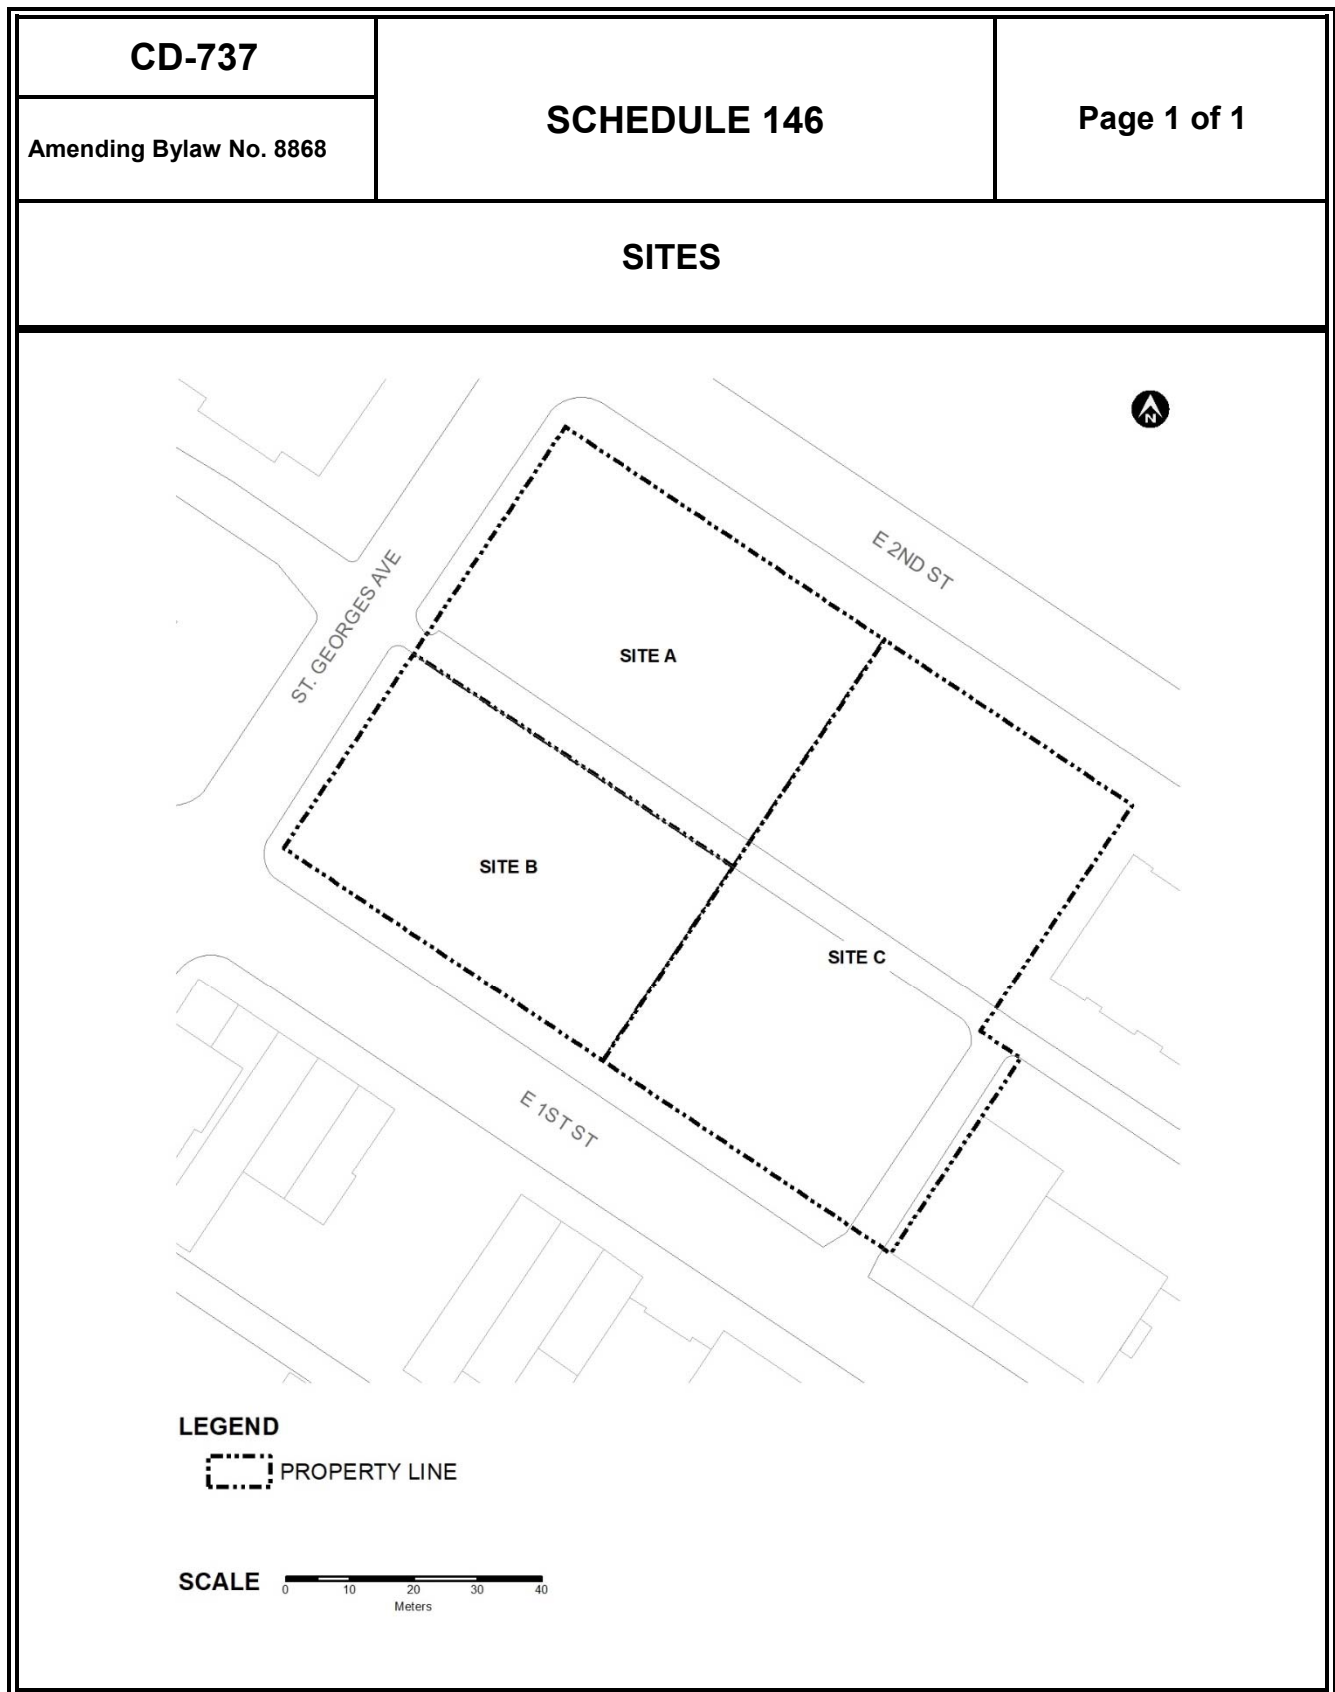 CD-737
Amending Bylaw No. 8868
SCHEDULE 146
Page 1 of 1
SITES
N
E 2ND ST
ST. GEORGES AVE
SITE A
SITE B
SITE C
E 1ST ST
LEGEND
PROPERTY LINE
SCALE
0 10 20 30 40
Meters